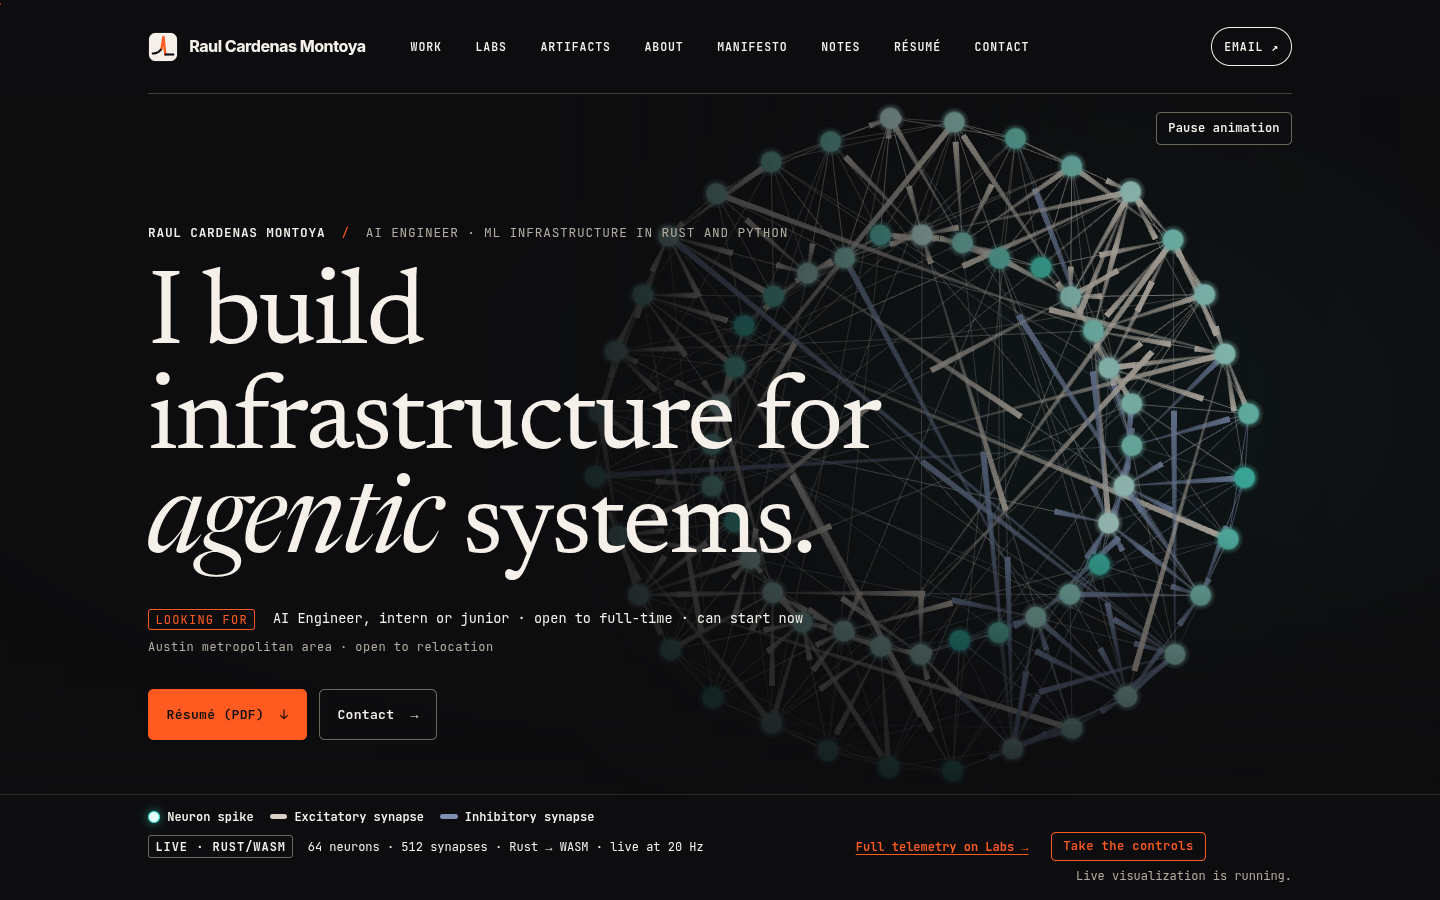 Raul Cardenas Montoya WORK LABS ARTIFACTS ABOUT MANIFESTO NOTES RÉSUMÉ CONTACT EMAIL ↗
Pause animation
RAUL CARDENAS MONTOYA / AI ENGINEER · ML INFRASTRUCTURE IN RUST AND PYTHON
I build
infrastructure for
agentic systems.
LOOKING FOR AI Engineer, intern or junior · open to full-time · can start now
Austin metropolitan area · open to relocation
Résumé (PDF) ↓ Contact →
Neuron spike Excitatory synapse Inhibitory synapse
LIVE · RUST/WASM 64 neurons · 512 synapses · Rust → WASM · live at 20 Hz Full telemetry on Labs → Take the controls
Live visualization is running.